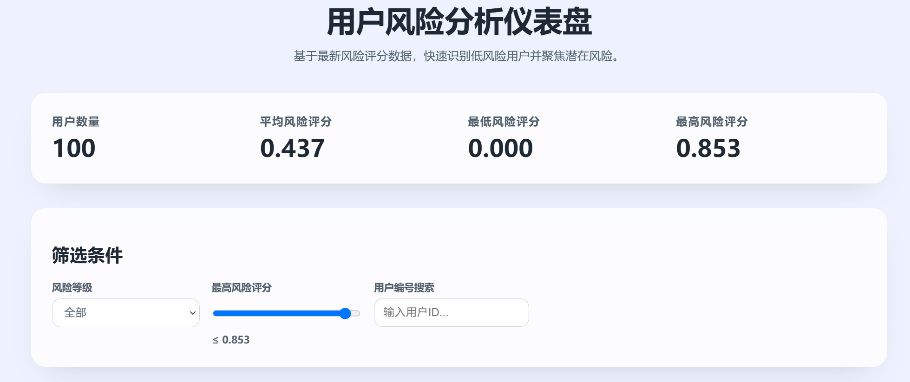 用户风险分析仪表盘
基于最新风险评分数据，快速识别低风险用户并聚焦潜在风险。
用户数量
100
平均风险评分
0.437
最低风险评分
0.000
最高风险评分
0.853
筛选条件
风险等级
全部
最高风险评分
≤ 0.853
用户编号搜索
输入用户ID...